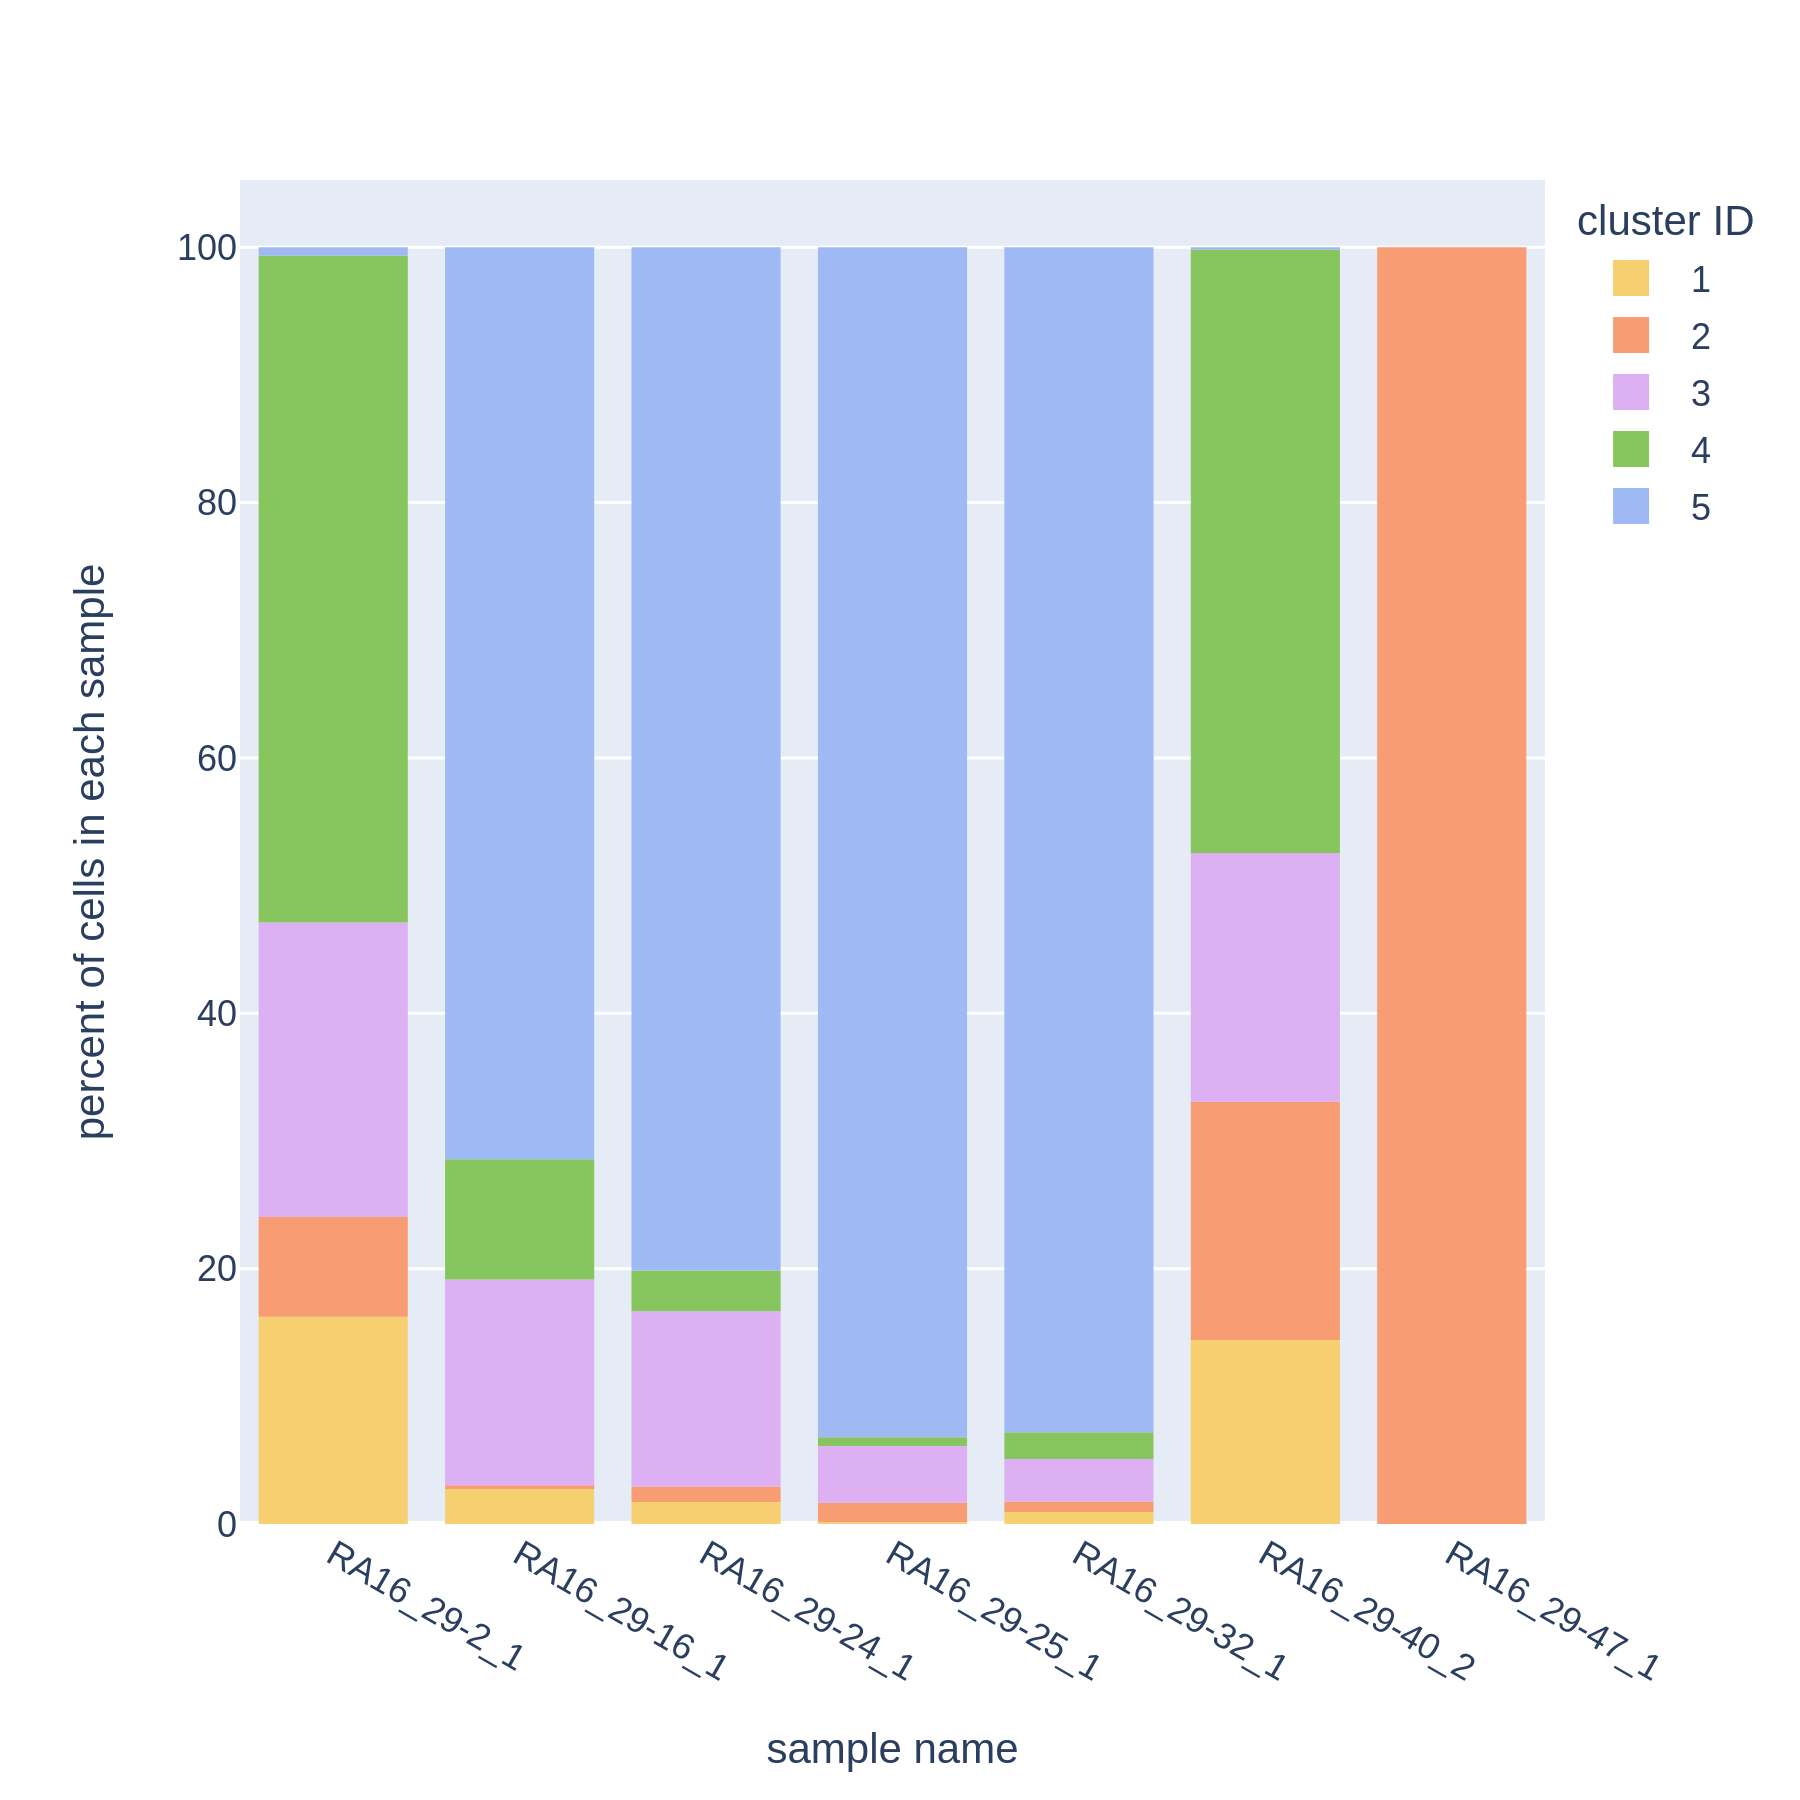 cluster ID
1
2
3
4
5
percent of cells in each sample
100
80
60
40
20
0
RA16_29-2_1
RA16_29-16_1
RA16_29-24_1
RA16_29-25_1
RA16_29-32_1
RA16_29-40_2
RA16_29-47_1
sample name